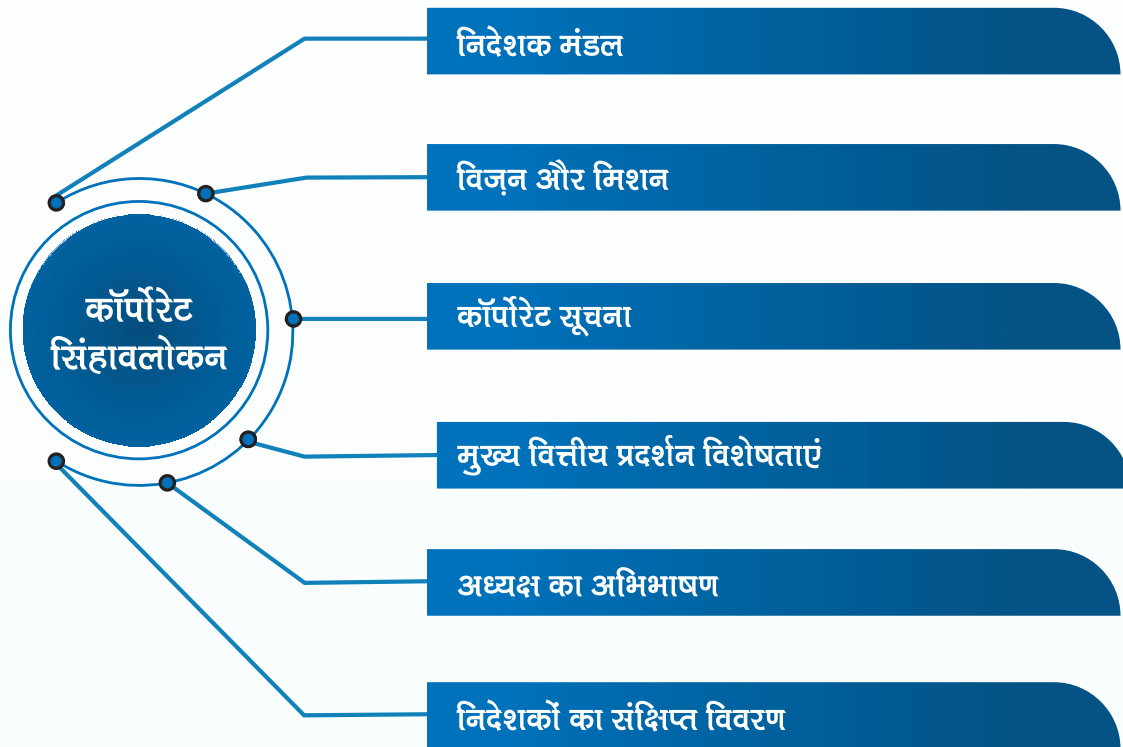 निदेशक मंडल
विज़न और मिशन
कॉर्पोरेट
सिंहावलोकन
कॉर्पोरेट सूचना
मुख्य वित्तीय प्रदर्शन विशेषताएं
अध्यक्ष का अभिभाषण
निदेशकों का संक्षिप्त विवरण